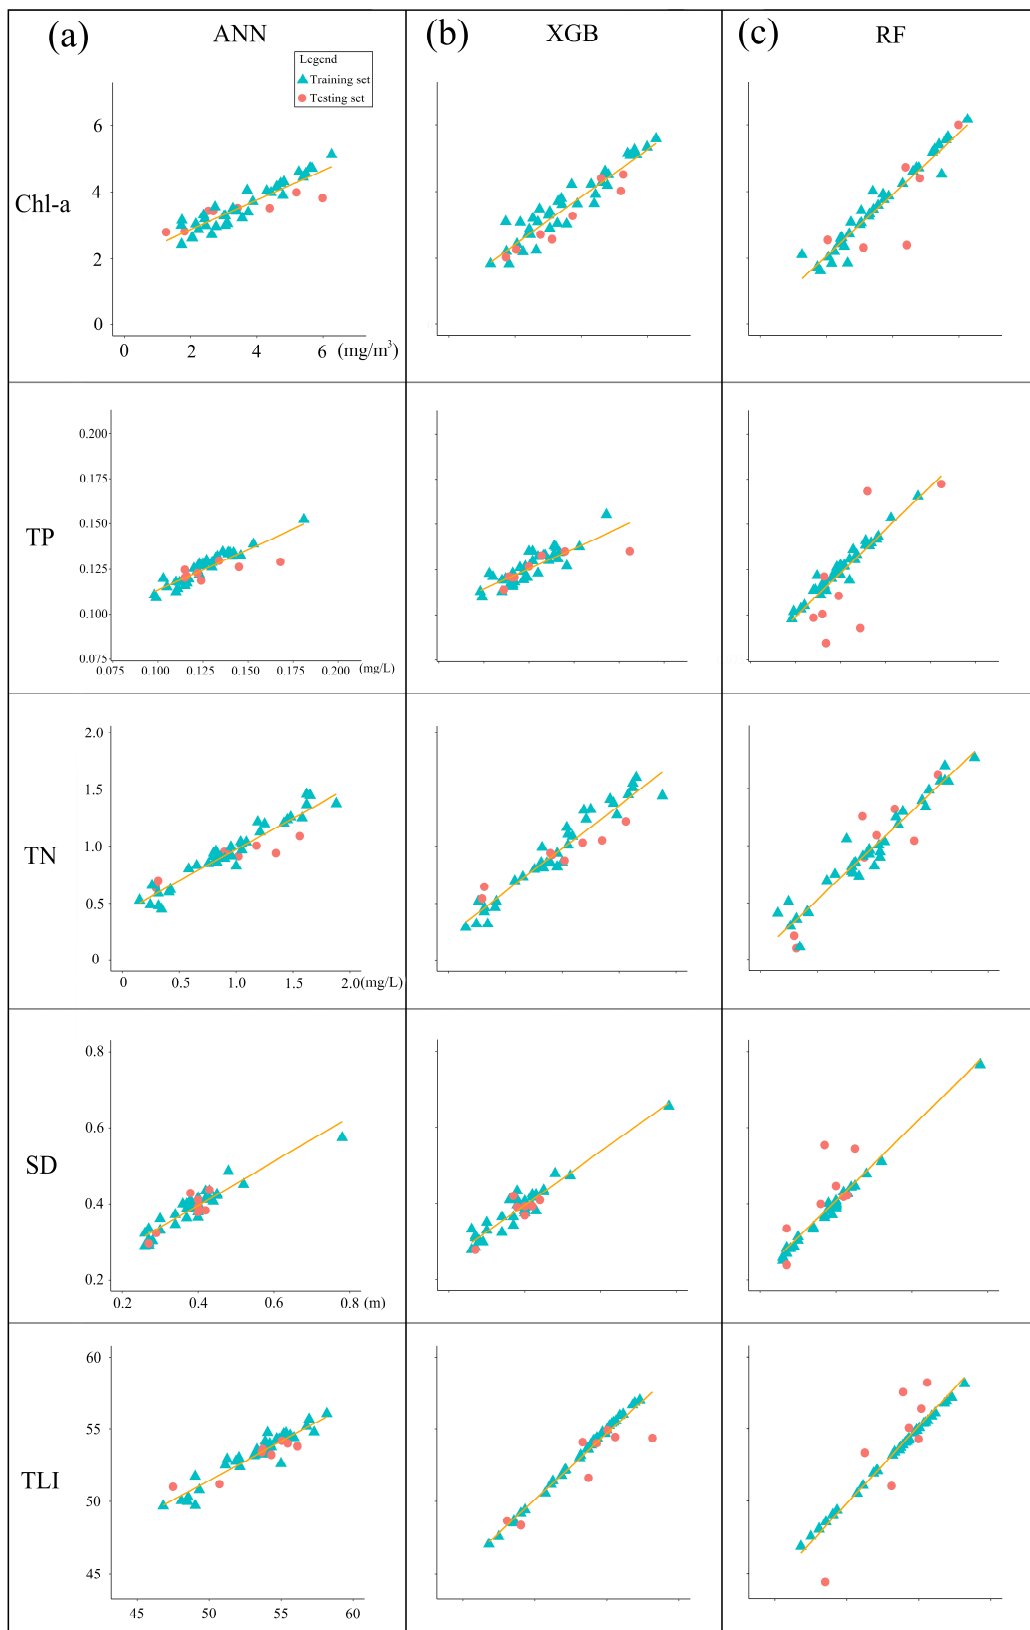 (a) ANN (b) XGB (c) RF
Legend
Training set
Testing set
Chl-a
6
4
2
0
0 2 4 6 (mg/m³)
TP
0.200
0.175
0.150
0.125
0.100
0.075
0.075 0.100 0.125 0.150 0.175 0.200 (mg/L)
TN
2.0
1.5
1.0
0.5
0
0 0.5 1.0 1.5 2.0 (mg/L)
SD
0.8
0.6
0.4
0.2
0.2 0.4 0.6 0.8 (m)
TLI
60
55
50
45
45 50 55 60